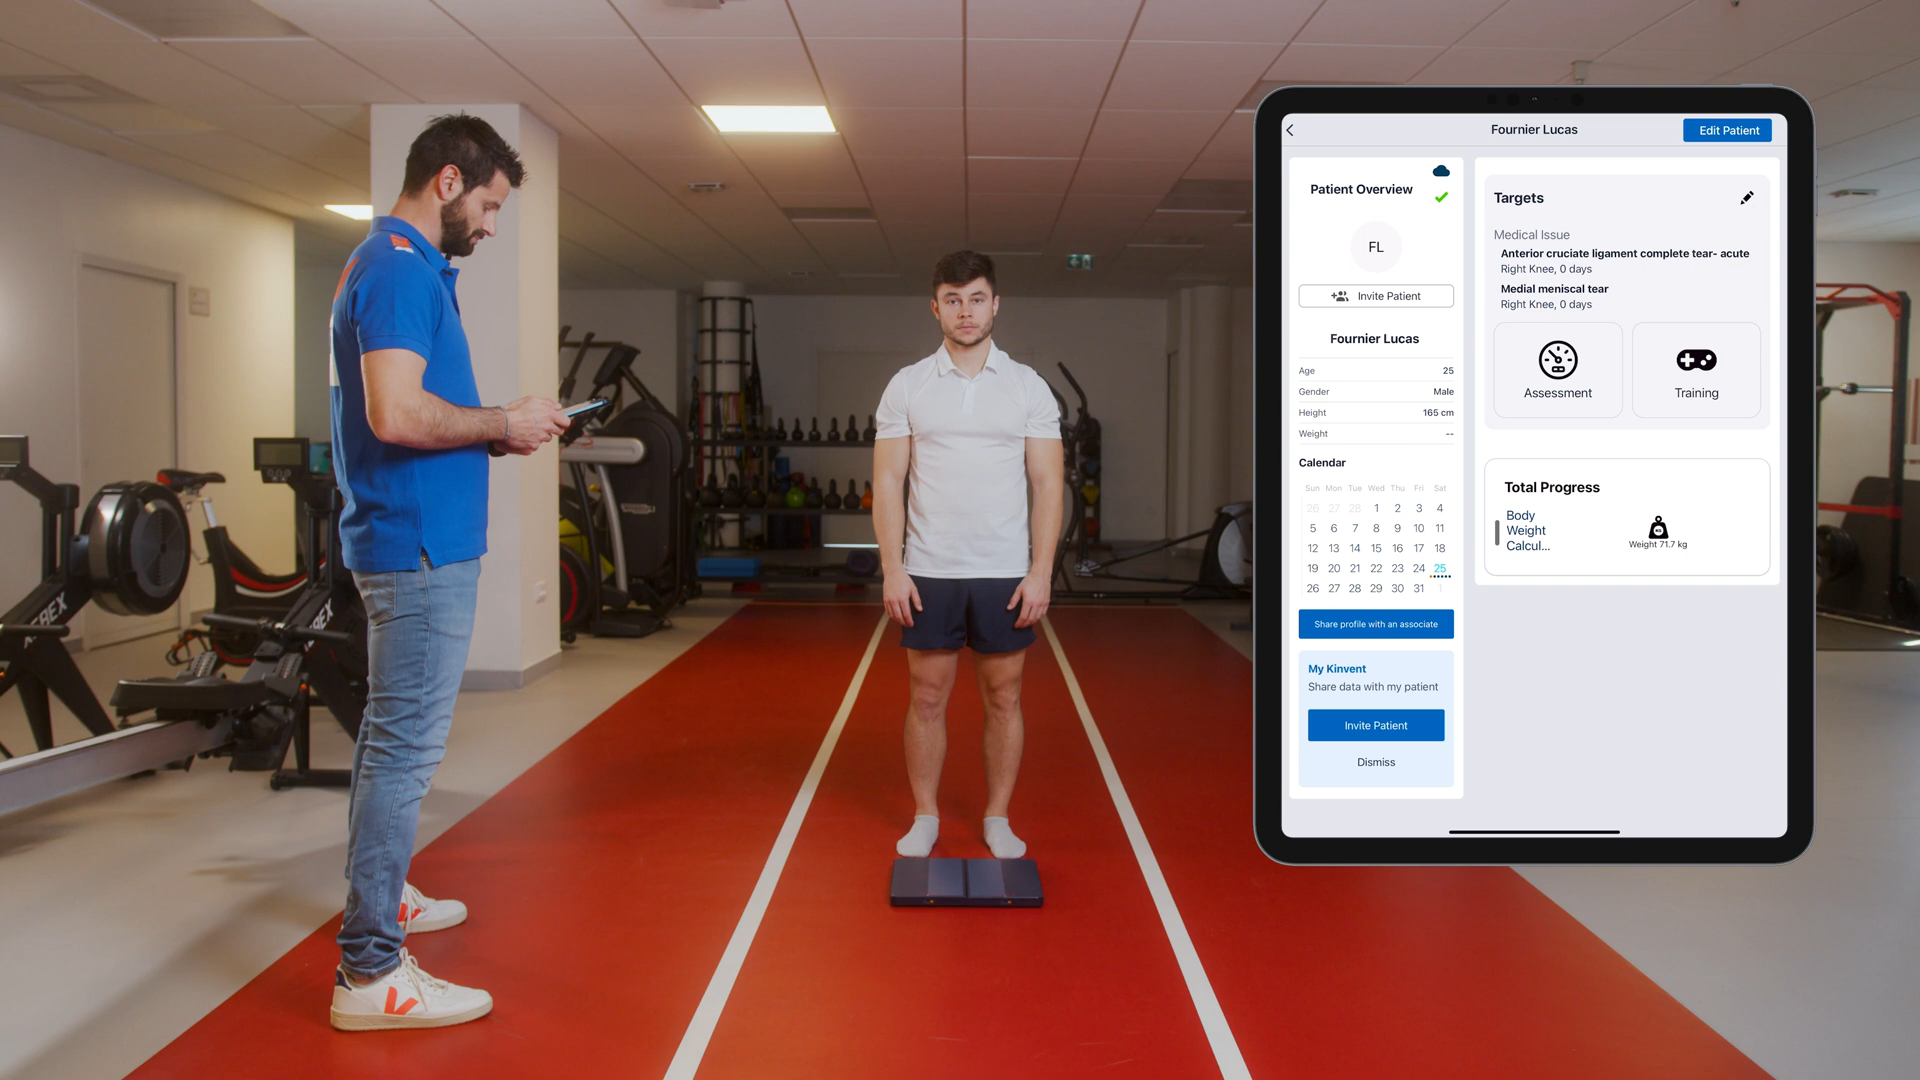 Fournier Lucas
Edit Patient
Patient Overview
FL
Invite Patient
Fournier Lucas
Age 25
Gender Male
Height 165 cm
Weight --
Calendar
Sun Mon Tue Wed Thu Fri Sat
26 27 28 1 2 3 4
5 6 7 8 9 10 11
12 13 14 15 16 17 18
19 20 21 22 23 24 25
26 27 28 29 30 31 1
Share profile with an associate
My Kinvent
Share data with my patient
Invite Patient
Dismiss
Targets
Medical Issue
Anterior cruciate ligament complete tear- acute
Right Knee, 0 days
Medial meniscal tear
Right Knee, 0 days
Assessment
Training
Total Progress
Body
Weight
Calcul...
Weight 71.7 kg